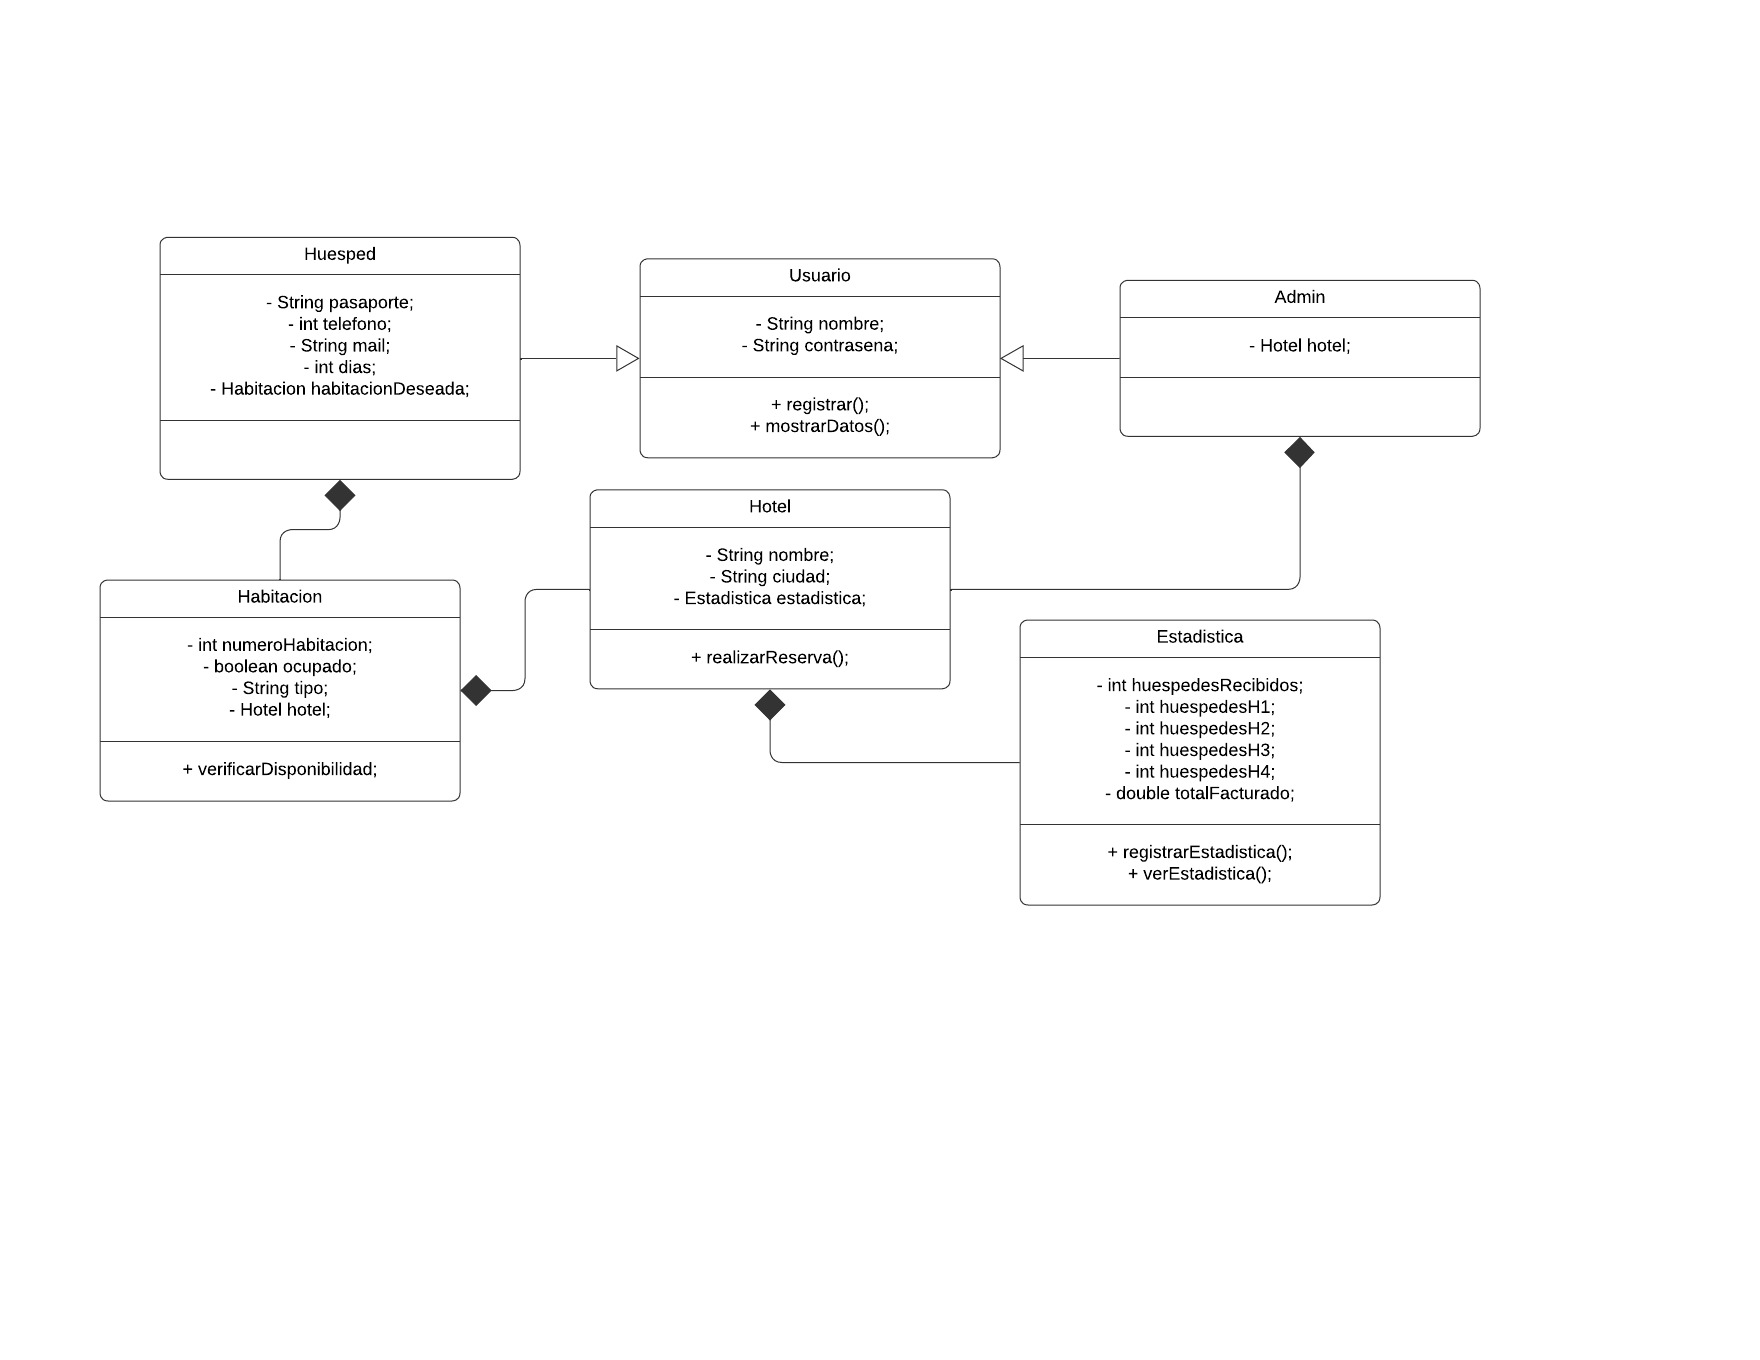 Huesped
- String pasaporte;
- int telefono;
- String mail;
- int dias;
- Habitacion habitacionDeseada;
Usuario
- String nombre;
- String contrasena;
+ registrar();
+ mostrarDatos();
Admin
- Hotel hotel;
Habitacion
- int numeroHabitacion;
- boolean ocupado;
- String tipo;
- Hotel hotel;
+ verificarDisponibilidad;
Hotel
- String nombre;
- String ciudad;
- Estadistica estadistica;
+ realizarReserva();
Estadistica
- int huespedesRecibidos;
- int huespedesH1;
- int huespedesH2;
- int huespedesH3;
- int huespedesH4;
- double totalFacturado;
+ registrarEstadistica();
+ verEstadistica();